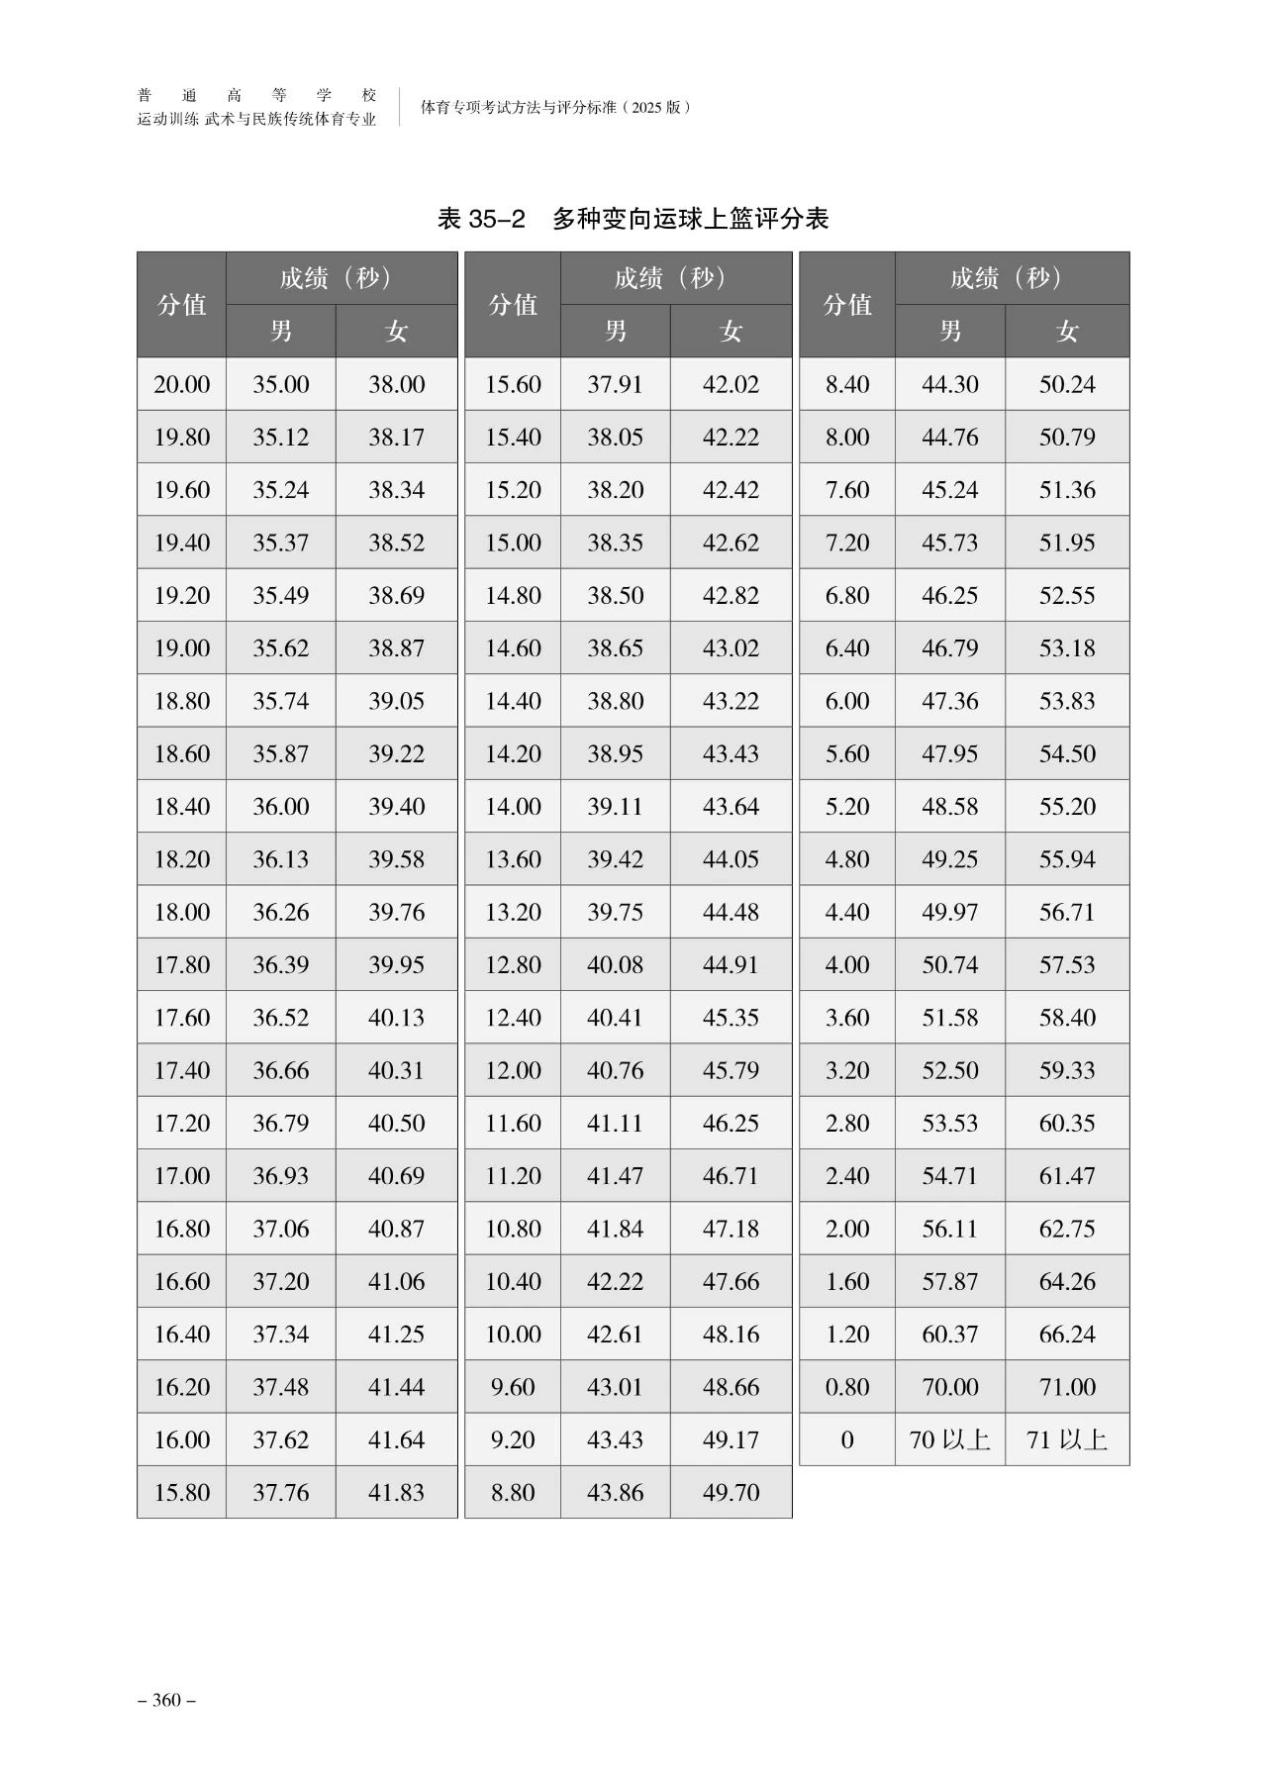 普通高等学校
运动训练 武术与民族传统体育专业
体育专项考试方法与评分标准（2025 版）
表 35–2 多种变向运球上篮评分表
分值 成绩（秒） 分值 成绩（秒） 分值 成绩（秒）
男 女 男 女 男 女
20.00 35.00 38.00 15.60 37.91 42.02 8.40 44.30 50.24
19.80 35.12 38.17 15.40 38.05 42.22 8.00 44.76 50.79
19.60 35.24 38.34 15.20 38.20 42.42 7.60 45.24 51.36
19.40 35.37 38.52 15.00 38.35 42.62 7.20 45.73 51.95
19.20 35.49 38.69 14.80 38.50 42.82 6.80 46.25 52.55
19.00 35.62 38.87 14.60 38.65 43.02 6.40 46.79 53.18
18.80 35.74 39.05 14.40 38.80 43.22 6.00 47.36 53.83
18.60 35.87 39.22 14.20 38.95 43.43 5.60 47.95 54.50
18.40 36.00 39.40 14.00 39.11 43.64 5.20 48.58 55.20
18.20 36.13 39.58 13.60 39.42 44.05 4.80 49.25 55.94
18.00 36.26 39.76 13.20 39.75 44.48 4.40 49.97 56.71
17.80 36.39 39.95 12.80 40.08 44.91 4.00 50.74 57.53
17.60 36.52 40.13 12.40 40.41 45.35 3.60 51.58 58.40
17.40 36.66 40.31 12.00 40.76 45.79 3.20 52.50 59.33
17.20 36.79 40.50 11.60 41.11 46.25 2.80 53.53 60.35
17.00 36.93 40.69 11.20 41.47 46.71 2.40 54.71 61.47
16.80 37.06 40.87 10.80 41.84 47.18 2.00 56.11 62.75
16.60 37.20 41.06 10.40 42.22 47.66 1.60 57.87 64.26
16.40 37.34 41.25 10.00 42.61 48.16 1.20 60.37 66.24
16.20 37.48 41.44 9.60 43.01 48.66 0.80 70.00 71.00
16.00 37.62 41.64 9.20 43.43 49.17 0 70 以上 71 以上
15.80 37.76 41.83 8.80 43.86 49.70
– 360 –